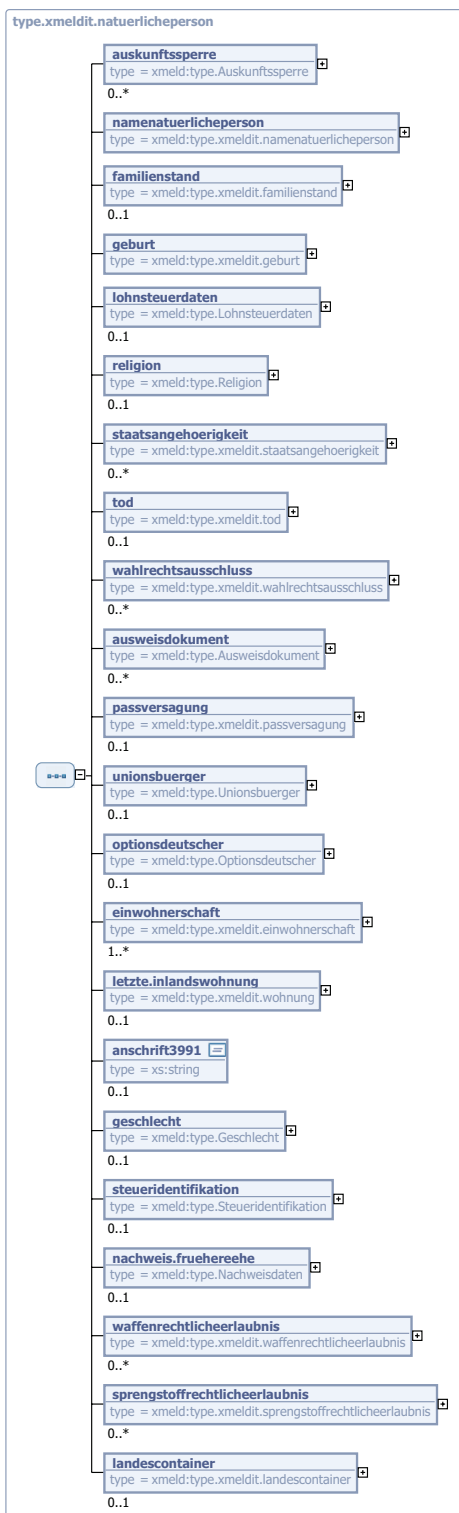 type.xmeldit.natuerlicheperson
auskunftssperre
type = xmeld:type.Auskunftssperre
0..*
namenatuerlicheperson
type = xmeld:type.xmeldit.namenatuerlicheperson
familienstand
type = xmeld:type.xmeldit.familienstand
0..1
geburt
type = xmeld:type.xmeldit.geburt
lohnsteuerdaten
type = xmeld:type.Lohnsteuerdaten
0..1
religion
type = xmeld:type.Religion
0..1
staatsangehoerigkeit
type = xmeld:type.xmeldit.staatsangehoerigkeit
0..*
tod
type = xmeld:type.xmeldit.tod
0..1
wahlrechtsausschluss
type = xmeld:type.xmeldit.wahlrechtsausschluss
0..*
ausweisdokument
type = xmeld:type.Ausweisdokument
0..*
passversagung
type = xmeld:type.xmeldit.passversagung
0..1
unionsbuerger
type = xmeld:type.Unionsbuerger
0..1
optionsdeutscher
type = xmeld:type.Optionsdeutscher
0..1
einwohnerschaft
type = xmeld:type.xmeldit.einwohnerschaft
1..*
letzte.inlandswohnung
type = xmeld:type.xmeldit.wohnung
0..1
anschrift3991
type = xs:string
0..1
geschlecht
type = xmeld:type.Geschlecht
0..1
steueridentifikation
type = xmeld:type.Steueridentifikation
0..1
nachweis.fruehereehe
type = xmeld:type.Nachweisdaten
0..1
waffenrechtlicheerlaubnis
type = xmeld:type.xmeldit.waffenrechtlicheerlaubnis
0..*
sprengstoffrechtlicheerlaubnis
type = xmeld:type.xmeldit.sprengstoffrechtlicheerlaubnis
0..*
landescontainer
type = xmeld:type.xmeldit.landescontainer
0..1